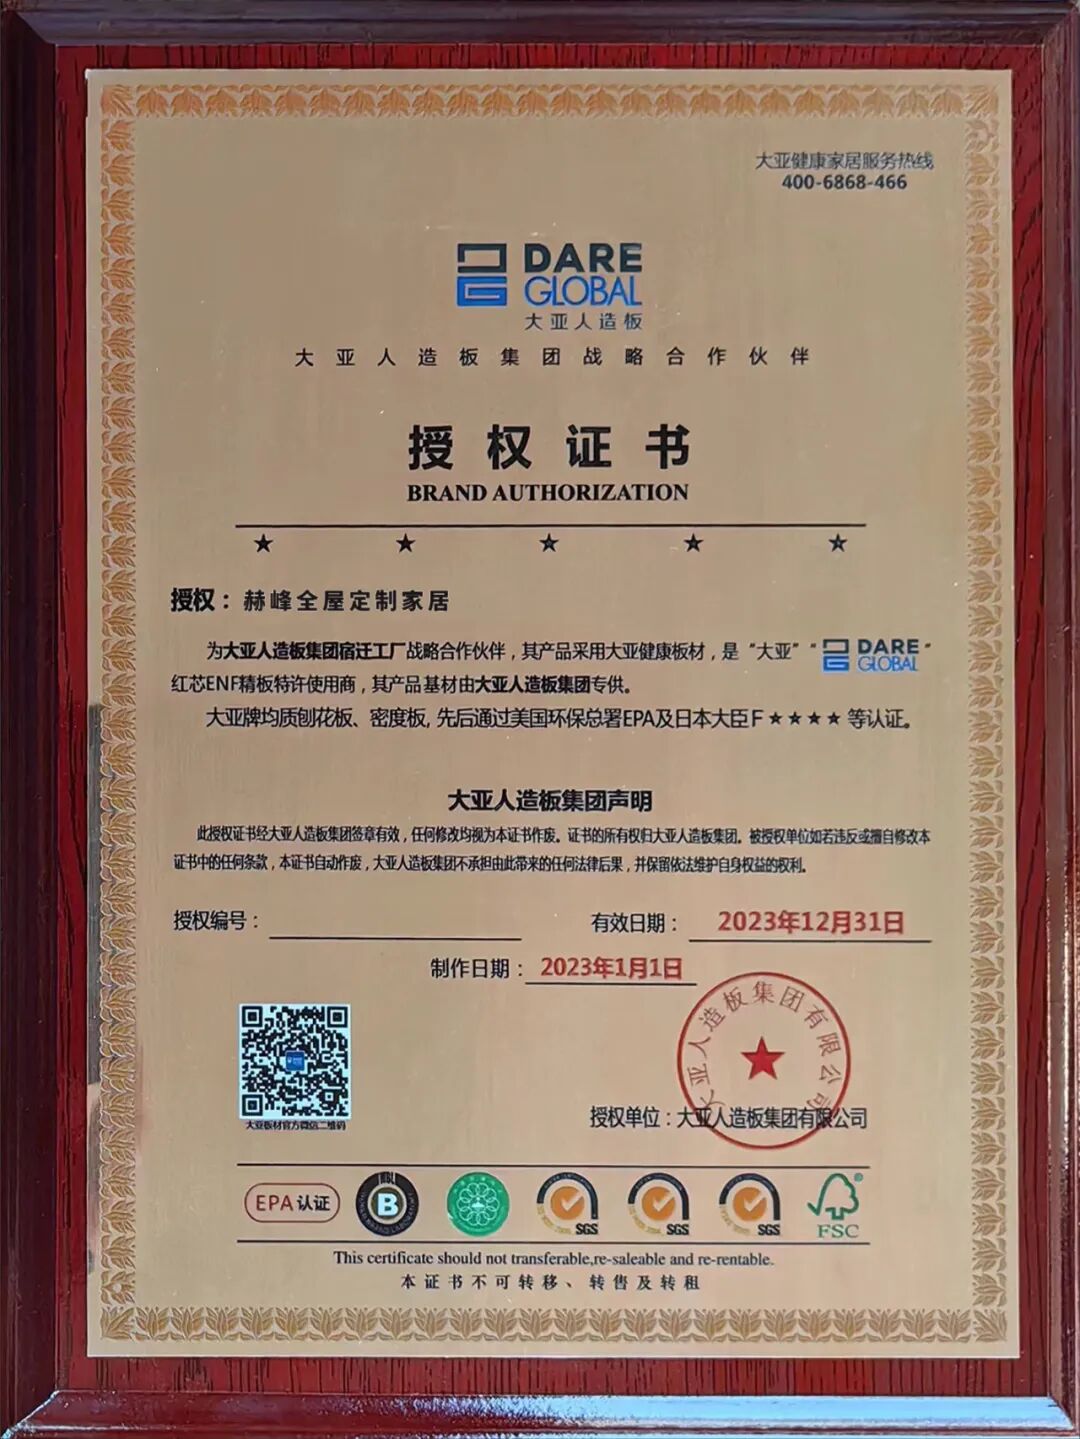 大亚健康家居服务热线
400-6868-466
DARE
GLOBAL
大亚人造板
大亚人造板集团战略合作伙伴
授权证书
BRAND AUTHORIZATION
授权：赫峰全屋定制家居
为大亚人造板集团宿迁工厂战略合作伙伴，其产品采用大亚健康板材，是“大亚”“DARE GLOBAL”
红芯ENF精板特许使用商，其产品基材由大亚人造板集团专供。
大亚牌均质刨花板、密度板, 先后通过美国环保总署EPA及日本大臣F★★★★等认证。
大亚人造板集团声明
此授权证书经大亚人造板集团签章有效，任何修改均视为本证书作废。证书的所有权归大亚人造板集团。被授权单位如若违反或擅自修改本
证书中的任何条款，本证书自动作废，大亚人造板集团不承担由此带来的任何法律后果，并保留依法维护自身权益的权利。
授权编号：
有效日期：2023年12月31日
制作日期：2023年1月1日
大亚人造板集团有限公司
大亚板材官方微信二维码
授权单位：大亚人造板集团有限公司
EPA认证
B
SGS
SGS
SGS
FSC
This certificate should not transferable,re-saleable and re-rentable.
本证书不可转移、转售及转租